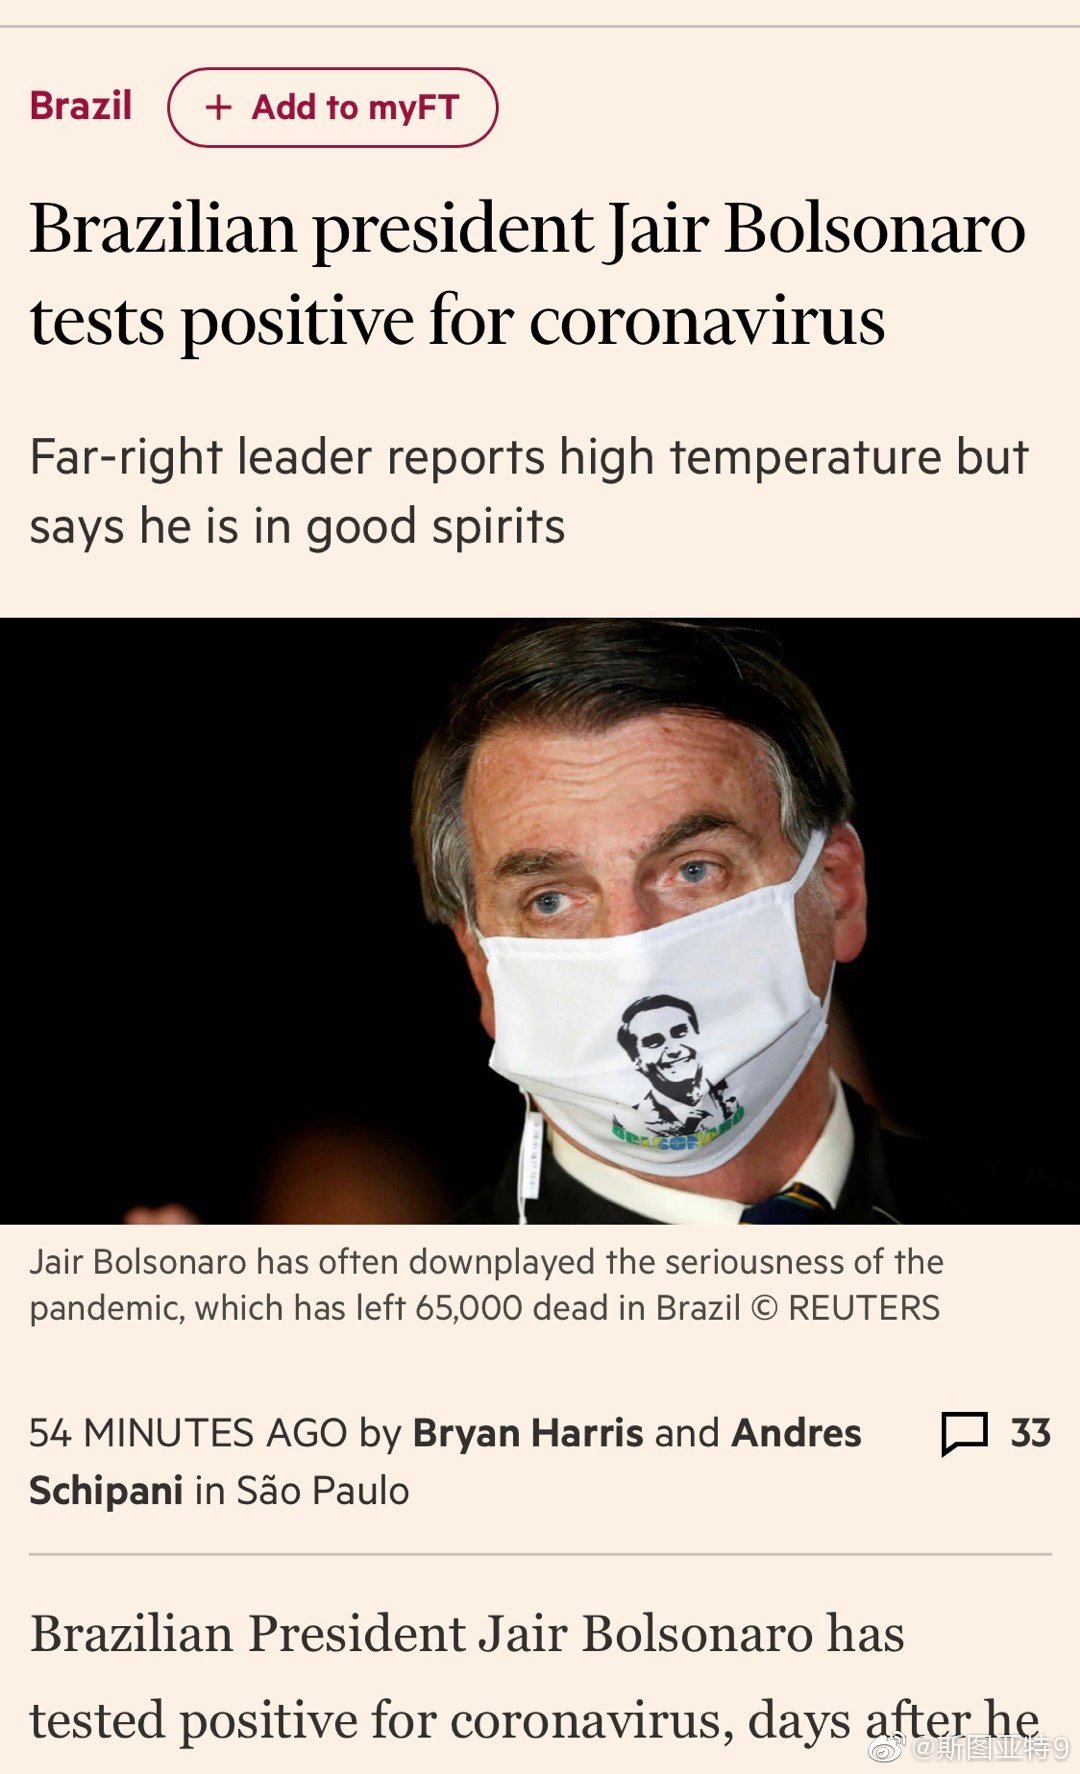 Brazil
+ Add to myFT
Brazilian president Jair Bolsonaro
tests positive for coronavirus
Far-right leader reports high temperature but
says he is in good spirits
BOLSONARO
Jair Bolsonaro has often downplayed the seriousness of the
pandemic, which has left 65,000 dead in Brazil © REUTERS
54 MINUTES AGO by Bryan Harris and Andres
Schipani in São Paulo
33
Brazilian President Jair Bolsonaro has
tested positive for coronavirus, days after he
@斯图亚特9